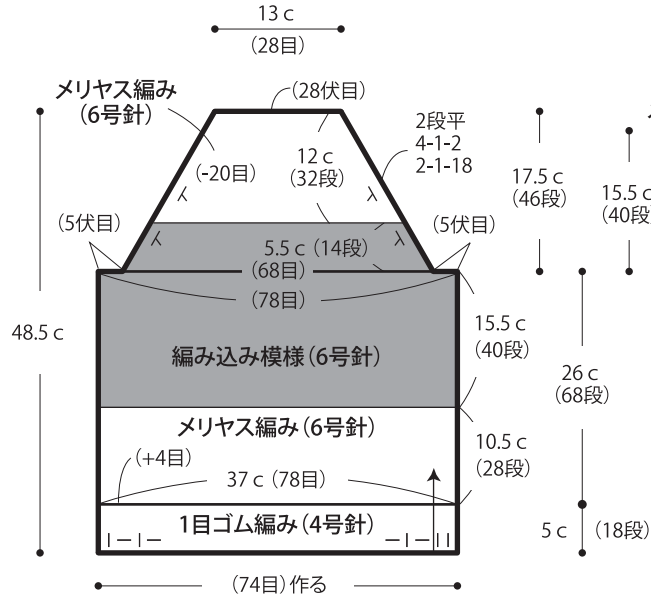 13 c
(28目)
メリヤス編み
(6号針)
(28伏目)
2段平
4-1-2
2-1-18
(-20目)
12 c
(32段)
17.5 c
(46段)
15.5 c
(40段)
(5伏目)
(5伏目)
5.5 c (14段)
(68目)
(78目)
48.5 c
15.5 c
(40段)
編み込み模様(6号針)
26 c
(68段)
メリヤス編み(6号針)
10.5 c
(28段)
(+4目)
37 c (78目)
1目ゴム編み(4号針)
5 c (18段)
(74目)作る